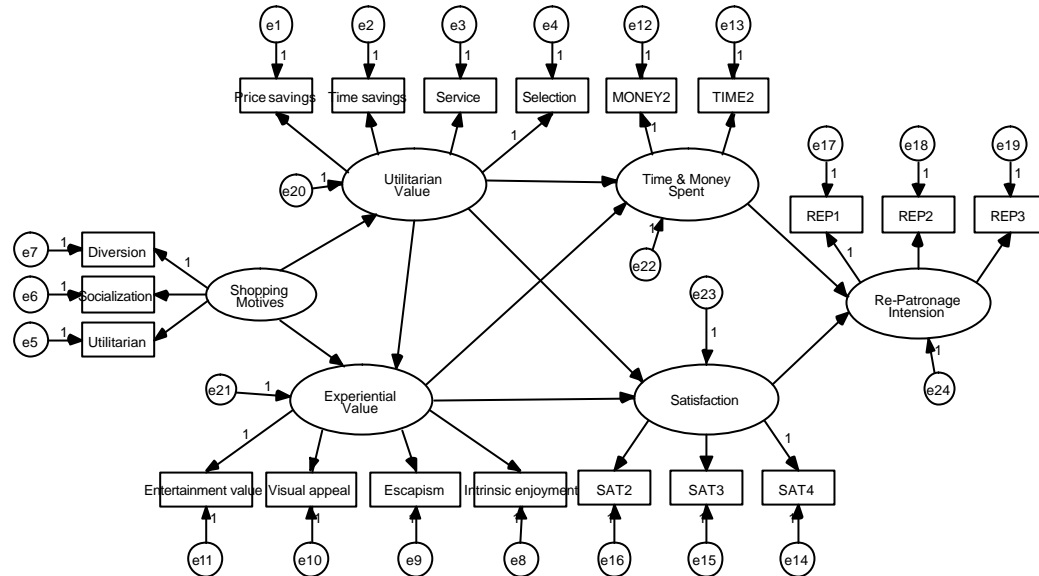 e1 e2 e3 e4 e12 e13
1 1 1 1 1 1
Price savings Time savings Service Selection MONEY2 TIME2
1 1
e17 e18 e19
1 1 1
e20 1 Utilitarian
Value
Time & Money
Spent
REP1 REP2 REP3
1
e7 1 Diversion
1
e6 1 Socialization
e5 1 Utilitarian
Shopping
Motives
1
e22
e23
1
Re-Patronage
Intension
1
e24
e21 1 Experiential
Value
Satisfaction
1 1
Entertainment value Visual appeal Escapism Intrinsic enjoyment SAT2 SAT3 SAT4
1 1 1 1 1 1 1
e11 e10 e9 e8 e16 e15 e14